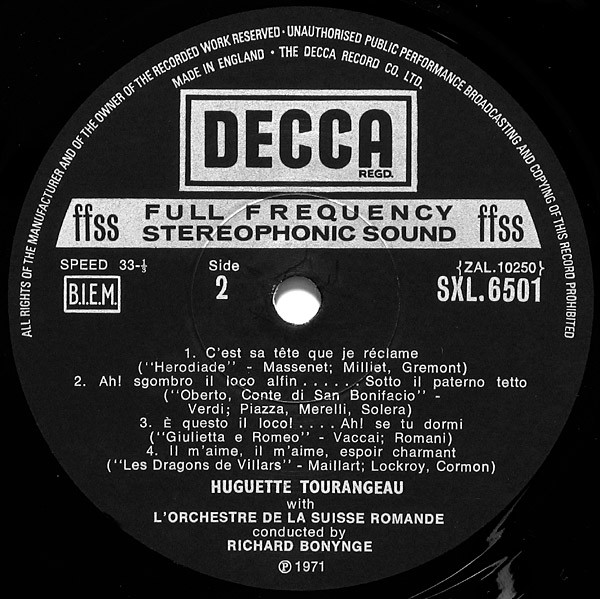 ALL RIGHTS OF THE MANUFACTURER AND OF THE OWNER OF THE RECORDED WORK RESERVED · UNAUTHORISED PUBLIC PERFORMANCE BROADCASTING AND COPYING OF THIS RECORD PROHIBITED
MADE IN ENGLAND · THE DECCA RECORD CO. LTD.
DECCA
REGD.
ffss FULL FREQUENCY ffss
STEREOPHONIC SOUND
SPEED 33-⅓ Side {ZAL.10250}
B.I.E.M. 2 SXL.6501
1. C'est sa tête que je réclame
("Herodiade" - Massenet; Milliet, Gremont)
2. Ah! sgombro il loco alfin...... Sotto il paterno tetto
("Oberto, Conte di San Bonifacio" -
Verdi; Piazza, Merelli, Solera)
3. È questo il loco!.... Ah! se tu dormi
("Giulietta e Romeo" - Vaccai; Romani)
4. Il m'aime, il m'aime, espoir charmant
("Les Dragons de Villars" - Maillart; Lockroy, Cormon)
HUGUETTE TOURANGEAU
with
L'ORCHESTRE DE LA SUISSE ROMANDE
conducted by
RICHARD BONYNGE
℗ 1971